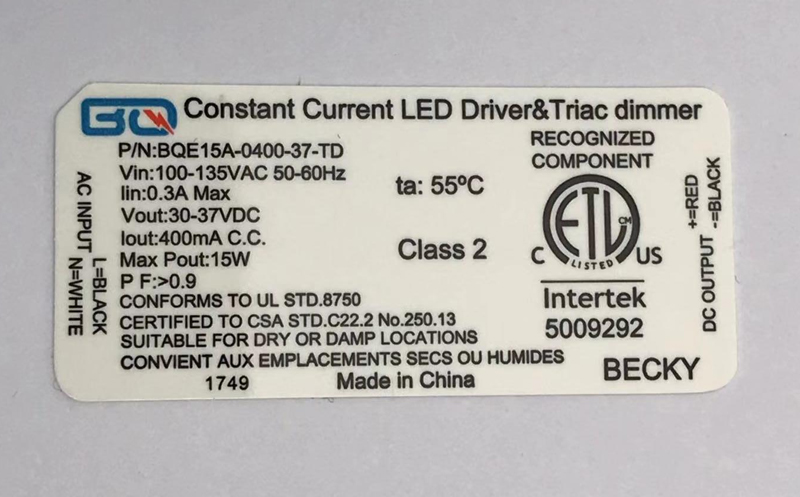 BQ Constant Current LED Driver&Triac dimmer
P/N:BQE15A-0400-37-TD
Vin:100-135VAC 50-60Hz
Iin:0.3A Max
Vout:30-37VDC
Iout:400mA C.C.
Max Pout:15W
P F:>0.9
CONFORMS TO UL STD.8750
CERTIFIED TO CSA STD.C22.2 No.250.13
SUITABLE FOR DRY OR DAMP LOCATIONS
CONVIENT AUX EMPLACEMENTS SECS OU HUMIDES
1749 Made in China
AC INPUT L=BLACK
N=WHITE
ta: 55ºC
Class 2
RECOGNIZED
COMPONENT
ETL CM
LISTED
C US
Intertek
5009292
BECKY
DC OUTPUT +=RED
-=BLACK